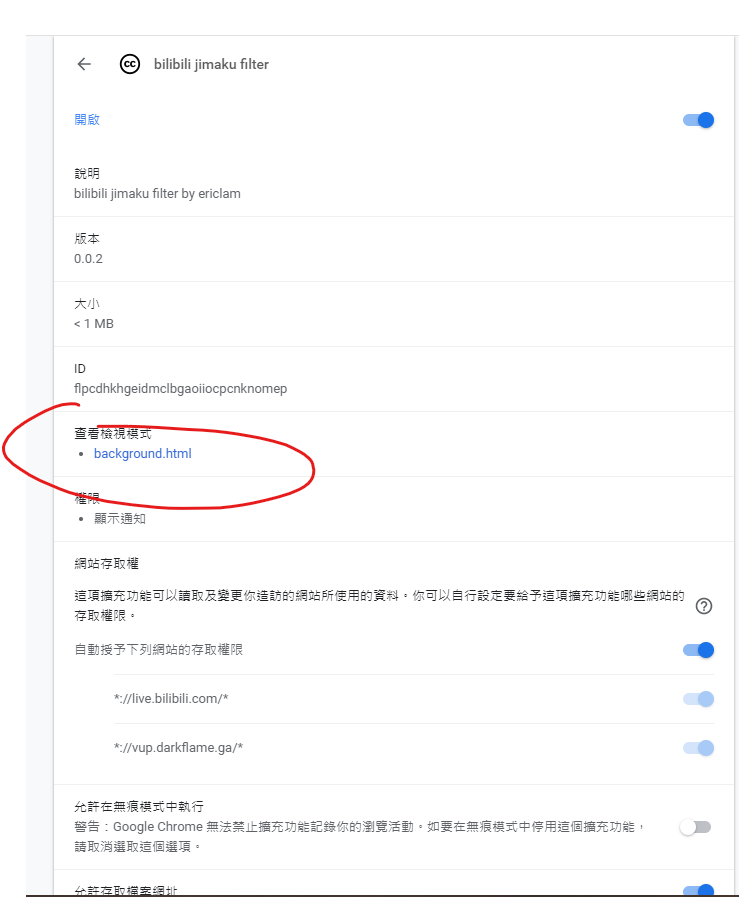 bilibili jimaku filter
開啟
說明
bilibili jimaku filter by ericlam
版本
0.0.2
大小
< 1 MB
ID
flpcdhkhgeidmclbgaoiiocpcnknomep
查看檢視模式
• background.html
權限
• 顯示通知
網站存取權
這項擴充功能可以讀取及變更你造訪的網站所使用的資料。你可以自行設定要給予這項擴充功能哪些網站的
存取權限。
自動授予下列網站的存取權限
*://live.bilibili.com/*
*://vup.darkflame.ga/*
允許在無痕模式中執行
警告：Google Chrome 無法禁止擴充功能記錄你的瀏覽活動。如要在無痕模式中停用這個擴充功能，
請取消選取這個選項。
允許存取檔案網址